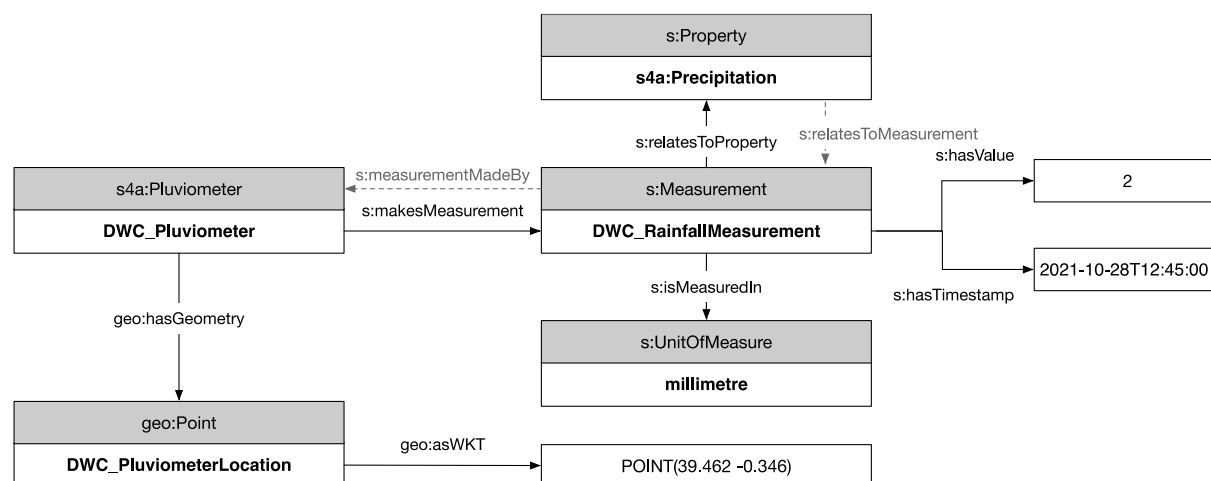 s:Property
s4a:Precipitation
s:relatesToProperty
s:relatesToMeasurement
s:hasValue
s4a:Pluviometer
s:measurementMadeBy
s:Measurement
2
DWC_Pluviometer
s:makesMeasurement
DWC_RainfallMeasurement
2021-10-28T12:45:00
s:isMeasuredIn
s:hasTimestamp
geo:hasGeometry
s:UnitOfMeasure
millimetre
geo:Point
geo:asWKT
DWC_PluviometerLocation
POINT(39.462 -0.346)